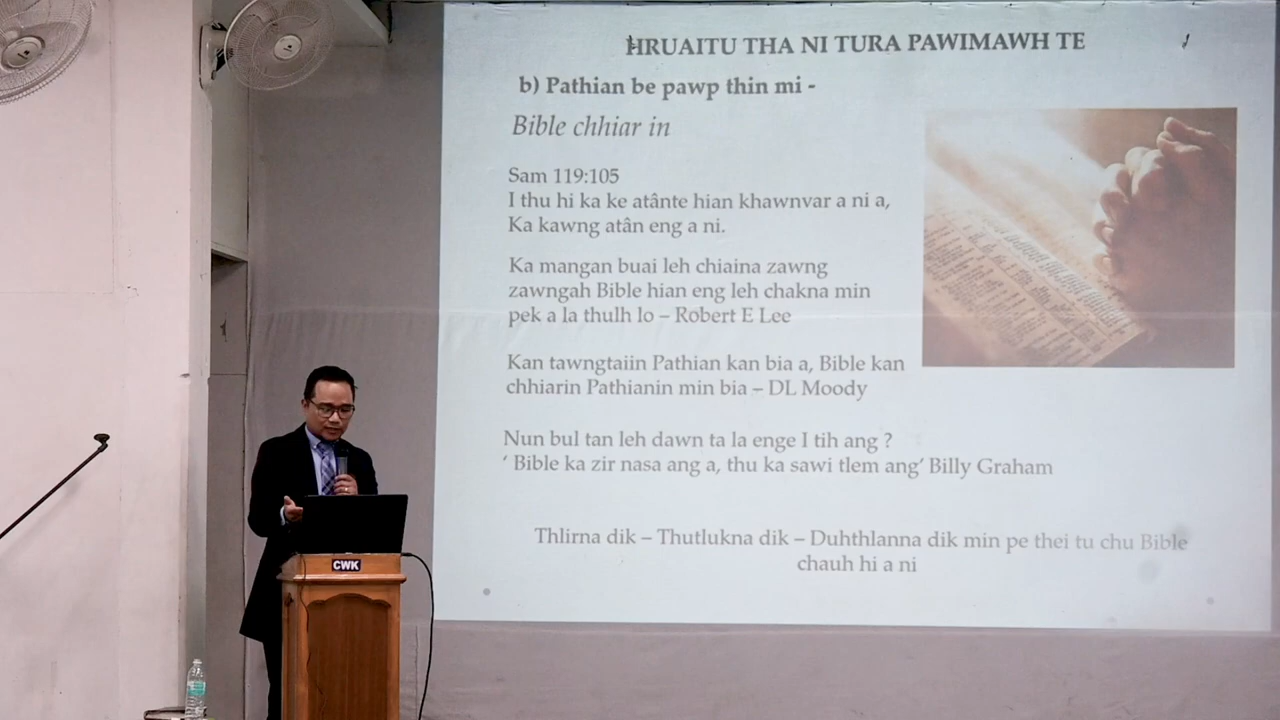 HRUAITU THA NI TURA PAWIMAWH TE
b) Pathian be pawp thin mi -
Bible chhiar in
Sam 119:105
I thu hi ka ke atânte hian khawnvar a ni a,
Ka kawng atân eng a ni.
Ka mangan buai leh chiaina zawng
zawngah Bible hian eng leh chakna min
pek a la thulh lo – Robert E Lee
Kan tawngtaiin Pathian kan bia a, Bible kan
chhiarin Pathianin min bia – DL Moody
Nun bul tan leh dawn ta la enge I tih ang ?
‘ Bible ka zir nasa ang a, thu ka sawi tlem ang’ Billy Graham
Thlirna dik – Thutlukna dik – Duhthlanna dik min pe thei tu chu Bible
chauh hi a ni
CWK